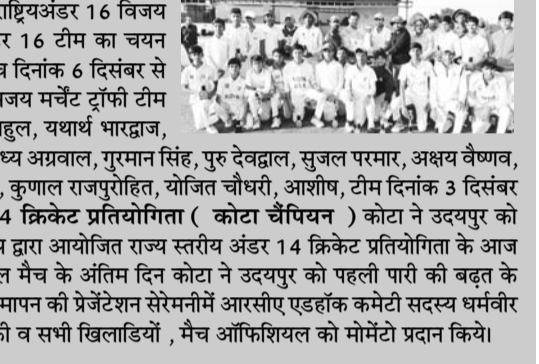 राष्ट्रियअंडर 16 विजय
र 16 टीम का चयन
दिनांक 6 दिसंबर से
जय मर्चेंट ट्रॉफी टीम
हुल, यथार्थ भारद्वाज,
ध्य अग्रवाल, गुरमान सिंह, पुरु देवद्वाल, सुजल परमार, अक्षय वैष्णव,
, कुणाल राजपुरोहित, योजित चौधरी, आशीष, टीम दिनांक 3 दिसंबर
4 क्रिकेट प्रतियोगिता ( कोटा चैंपियन ) कोटा ने उदयपुर को
द्वारा आयोजित राज्य स्तरीय अंडर 14 क्रिकेट प्रतियोगिता के आज
ल मैच के अंतिम दिन कोटा ने उदयपुर को पहली पारी की बढ़त के
मापन की प्रेजेंटेशन सेरेमनीमें आरसीए एडहॉक कमेटी सदस्य धर्मवीर
की व सभी खिलाडियों , मैच ऑफिशियल को मोमेंटो प्रदान किये।